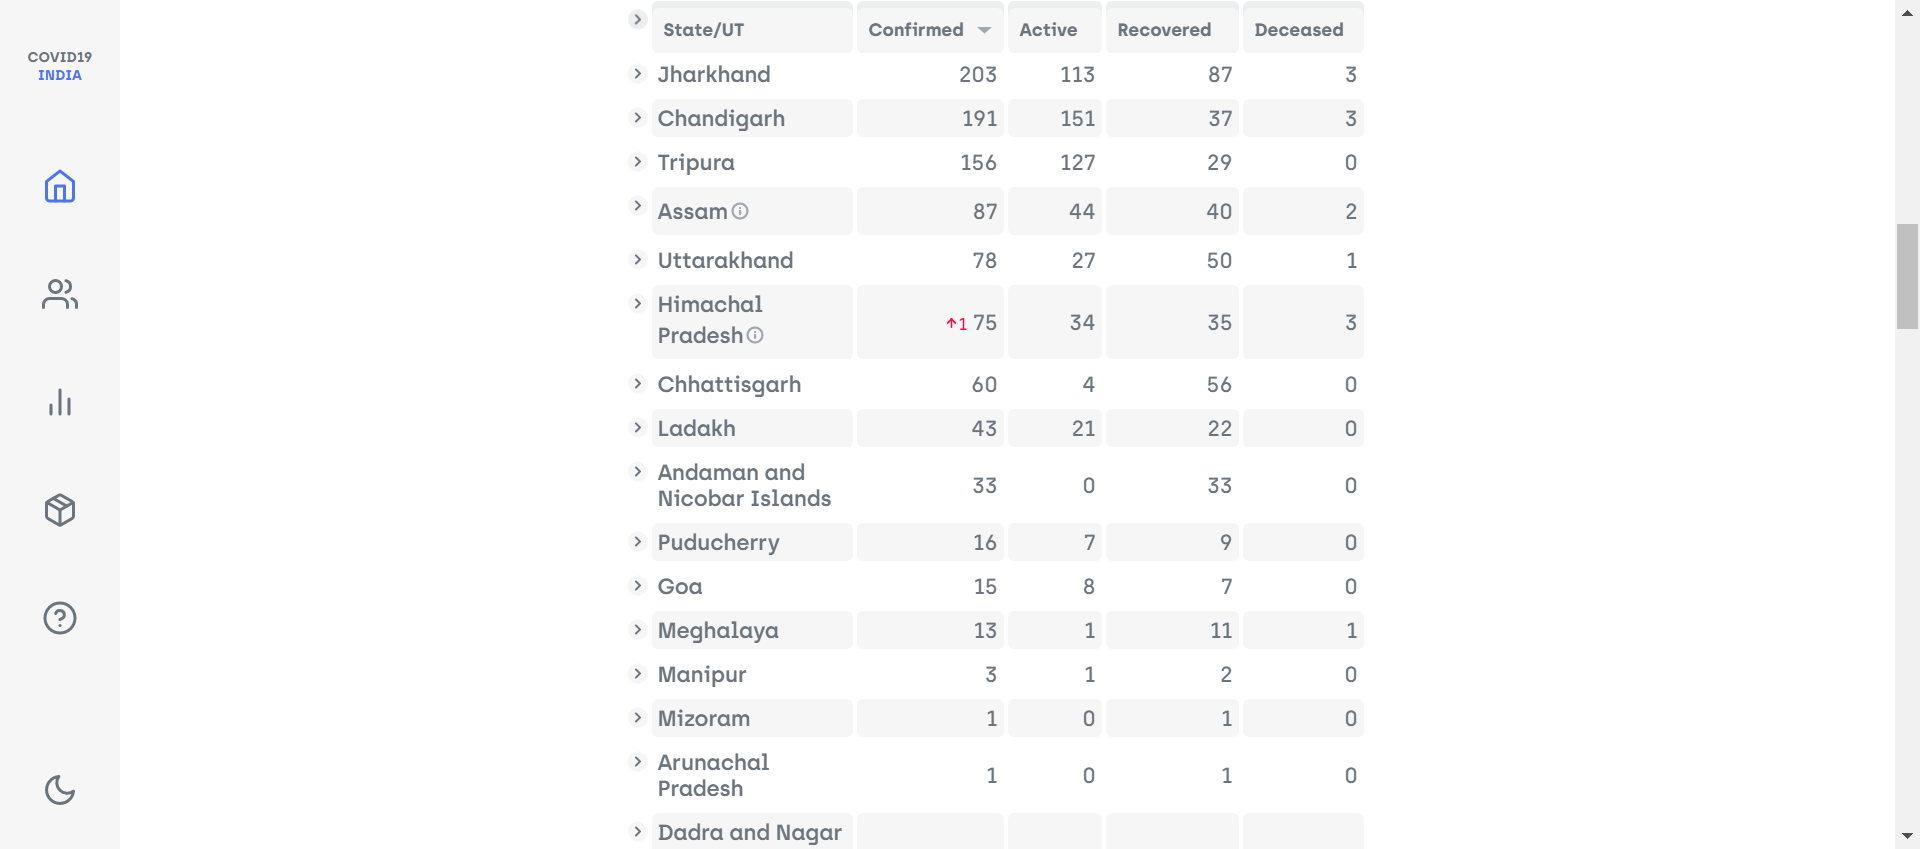 COVID19
INDIA
State/UT Confirmed Active Recovered Deceased
Jharkhand 203 113 87 3
Chandigarh 191 151 37 3
Tripura 156 127 29 0
Assam 87 44 40 2
Uttarakhand 78 27 50 1
Himachal
Pradesh 1 75 34 35 3
Chhattisgarh 60 4 56 0
Ladakh 43 21 22 0
Andaman and
Nicobar Islands 33 0 33 0
Puducherry 16 7 9 0
Goa 15 8 7 0
Meghalaya 13 1 11 1
Manipur 3 1 2 0
Mizoram 1 0 1 0
Arunachal
Pradesh 1 0 1 0
Dadra and Nagar